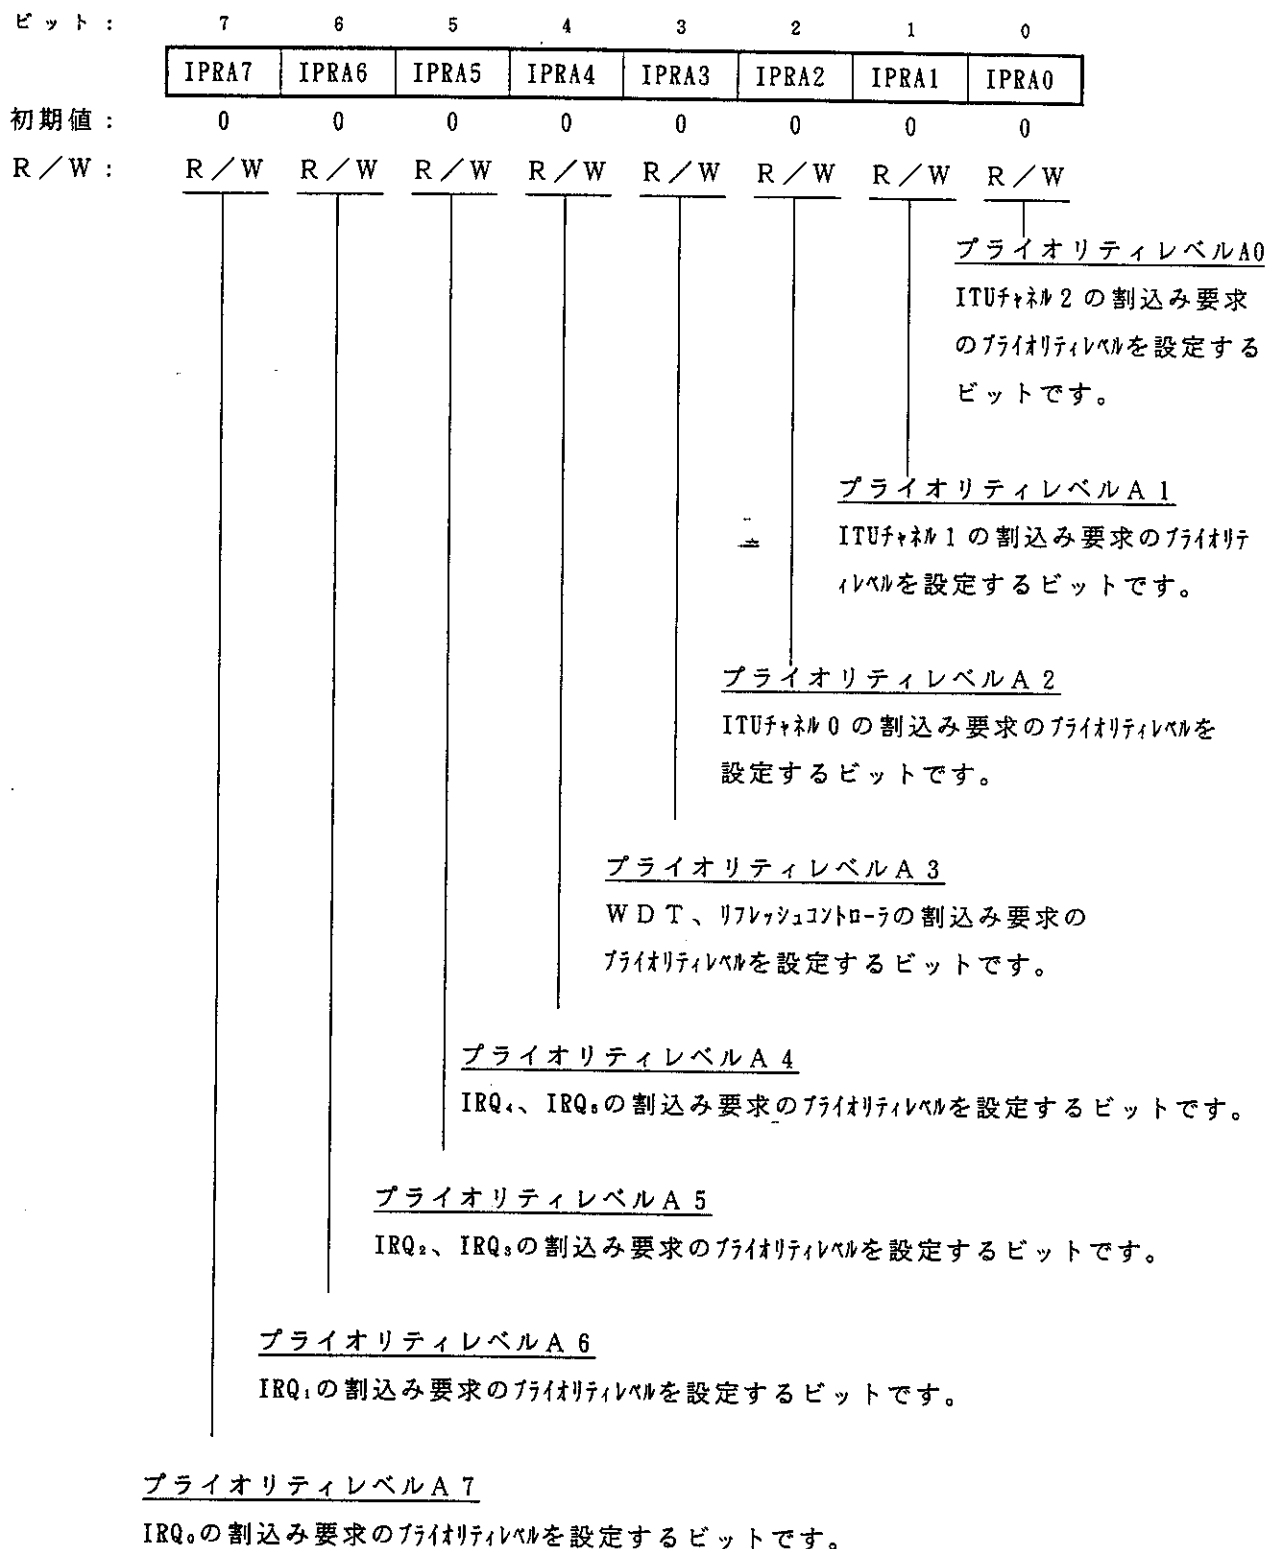 ビット： 7 6 5 4 3 2 1 0
IPRA7 IPRA6 IPRA5 IPRA4 IPRA3 IPRA2 IPRA1 IPRA0
初期値： 0 0 0 0 0 0 0 0
R／W： R／W R／W R／W R／W R／W R／W R／W R／W
プライオリティレベルA0
ITUﾁｬﾈﾙ2の割込み要求
のﾌﾟﾗｲｵﾘﾃｨﾚﾍﾞﾙを設定する
ビットです。
プライオリティレベルA1
ITUﾁｬﾈﾙ1の割込み要求のﾌﾟﾗｲｵﾘﾃ
ｨﾚﾍﾞﾙを設定するビットです。
プライオリティレベルA2
ITUﾁｬﾈﾙ0の割込み要求のﾌﾟﾗｲｵﾘﾃｨﾚﾍﾞﾙを
設定するビットです。
プライオリティレベルA3
WDT、ﾘﾌﾚｯｼｭｺﾝﾄﾛｰﾗの割込み要求の
ﾌﾟﾗｲｵﾘﾃｨﾚﾍﾞﾙを設定するビットです。
プライオリティレベルA4
IRQ₄、IRQ₅の割込み要求のﾌﾟﾗｲｵﾘﾃｨﾚﾍﾞﾙを設定するビットです。
プライオリティレベルA5
IRQ₂、IRQ₃の割込み要求のﾌﾟﾗｲｵﾘﾃｨﾚﾍﾞﾙを設定するビットです。
プライオリティレベルA6
IRQ₁の割込み要求のﾌﾟﾗｲｵﾘﾃｨﾚﾍﾞﾙを設定するビットです。
プライオリティレベルA7
IRQ₀の割込み要求のﾌﾟﾗｲｵﾘﾃｨﾚﾍﾞﾙを設定するビットです。